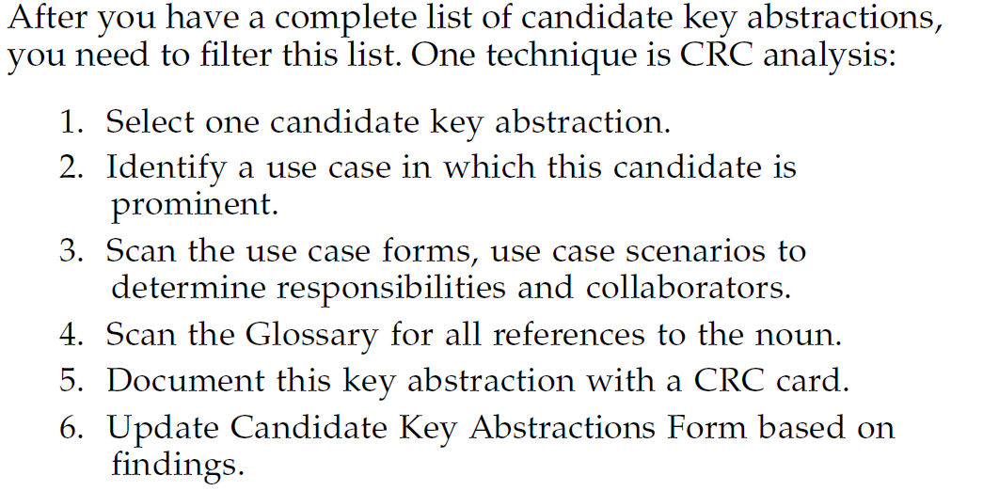 After you have a complete list of candidate key abstractions,
you need to filter this list. One technique is CRC analysis:
1. Select one candidate key abstraction.
2. Identify a use case in which this candidate is
prominent.
3. Scan the use case forms, use case scenarios to
determine responsibilities and collaborators.
4. Scan the Glossary for all references to the noun.
5. Document this key abstraction with a CRC card.
6. Update Candidate Key Abstractions Form based on
findings.